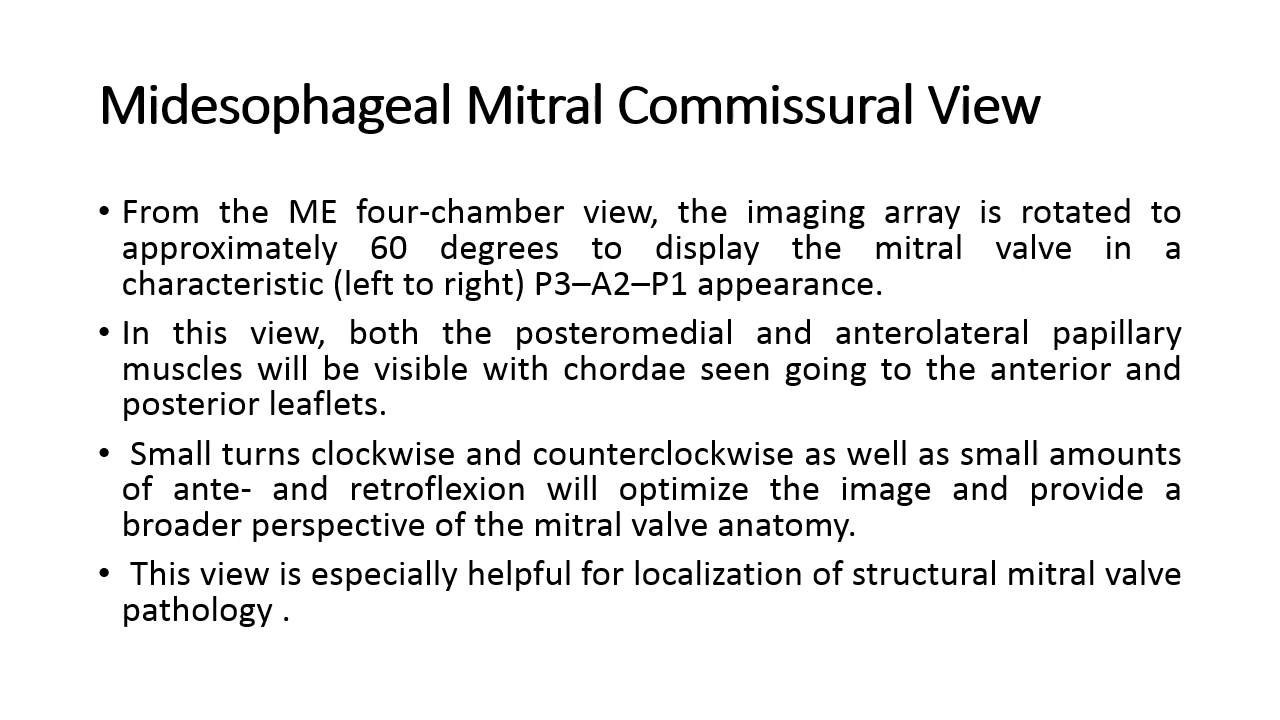 Midesophageal Mitral Commissural View
• From the ME four-chamber view, the imaging array is rotated to
approximately 60 degrees to display the mitral valve in a
characteristic (left to right) P3–A2–P1 appearance.
• In this view, both the posteromedial and anterolateral papillary
muscles will be visible with chordae seen going to the anterior and
posterior leaflets.
• Small turns clockwise and counterclockwise as well as small amounts
of ante- and retroflexion will optimize the image and provide a
broader perspective of the mitral valve anatomy.
• This view is especially helpful for localization of structural mitral valve
pathology .